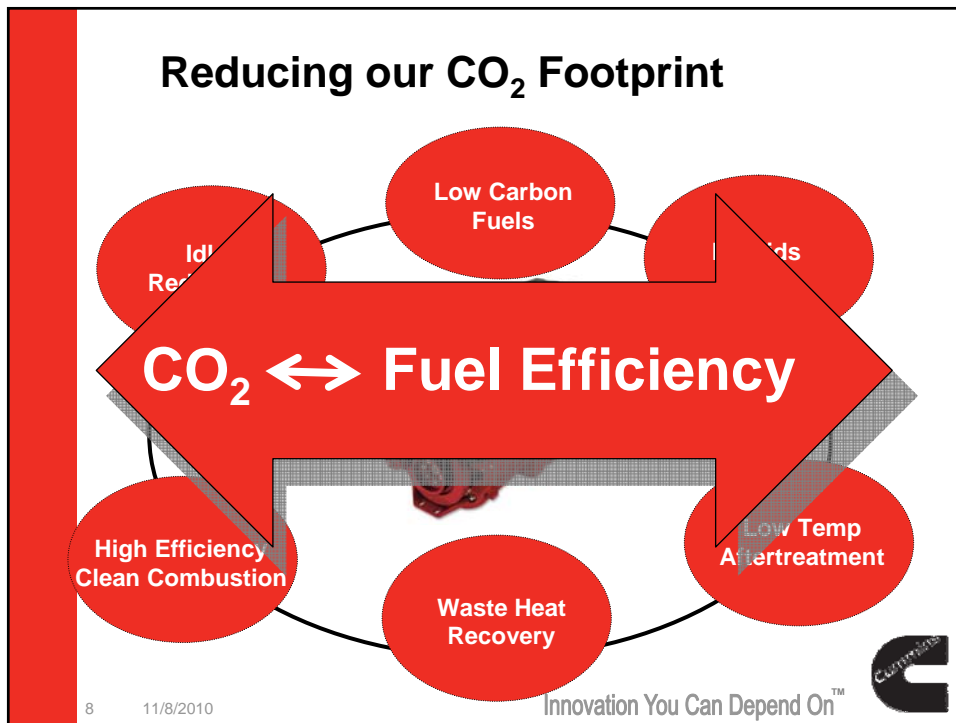 Reducing our CO₂ Footprint
Low Carbon
Fuels
CO₂ ↔ Fuel Efficiency
High Efficiency
Clean Combustion
Low Temp
Aftertreatment
Waste Heat
Recovery
8 11/8/2010
Innovation You Can Depend On™
Cummins